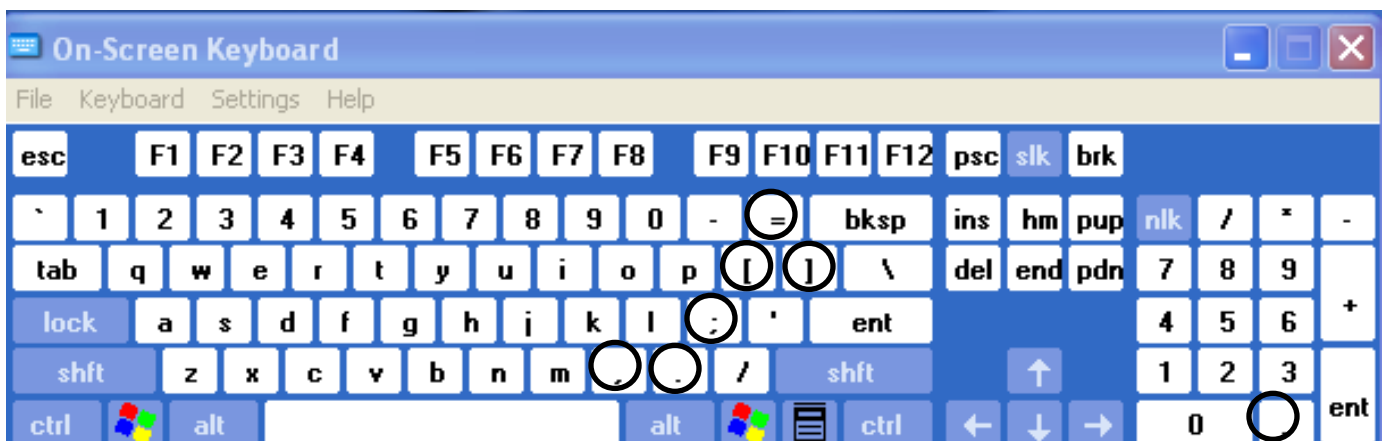 On-Screen Keyboard
File Keyboard Settings Help
esc F1 F2 F3 F4 F5 F6 F7 F8 F9 F10 F11 F12 psc slk brk
` 1 2 3 4 5 6 7 8 9 0 - = bksp ins hm pup nlk / * -
tab q w e r t y u i o p [ ] \ del end pdn 7 8 9 +
lock a s d f g h j k l ; ' ent 4 5 6
shft z x c v b n m , . / shft ↑ 1 2 3 ent
ctrl alt alt ctrl ← ↓ → 0